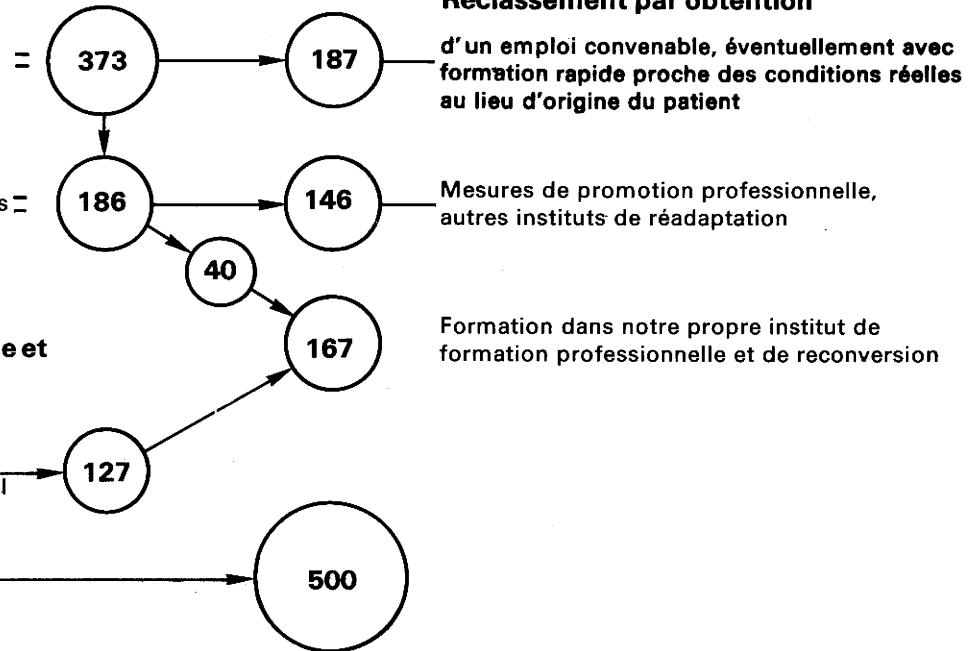 Reclassement par obtention
= 373 187 d'un emploi convenable, éventuellement avec
formation rapide proche des conditions réelles
au lieu d'origine du patient
s = 186 146 Mesures de promotion professionnelle,
autres instituts de réadaptation
40
167 Formation dans notre propre institut de
formation professionnelle et de reconversion
e et
127
l
500